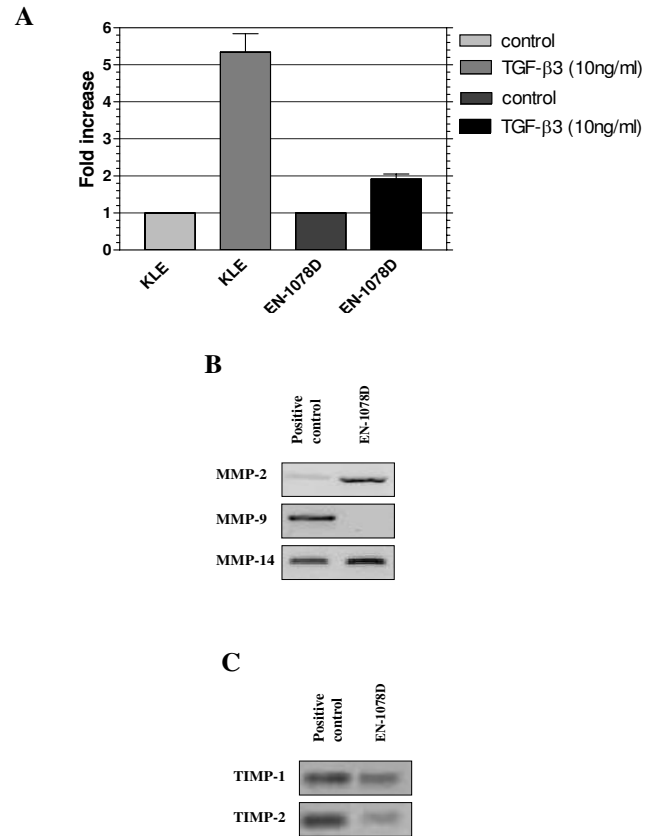 A
6
5
4
3
2
1
0
Fold increase
KLE
KLE
EN-1078D
EN-1078D
control
TGF-β3 (10ng/ml)
control
TGF-β3 (10ng/ml)
B
Positive
control
EN-1078D
MMP-2
MMP-9
MMP-14
C
Positive
control
EN-1078D
TIMP-1
TIMP-2